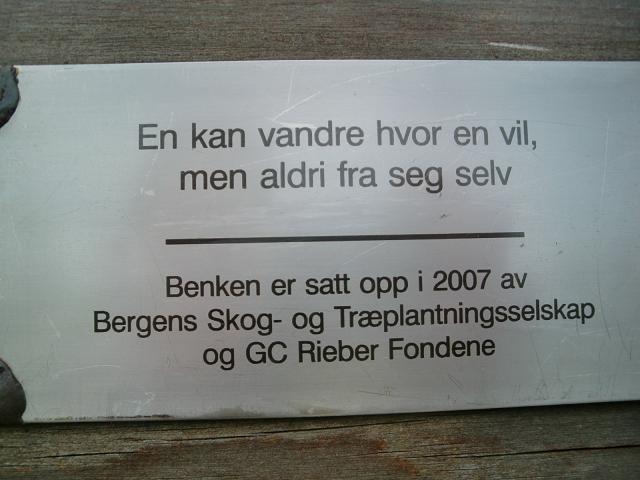 En kan vandre hvor en vil,
men aldri fra seg selv
Benken er satt opp i 2007 av
Bergens Skog- og Træplantningsselskap
og GC Rieber Fondene